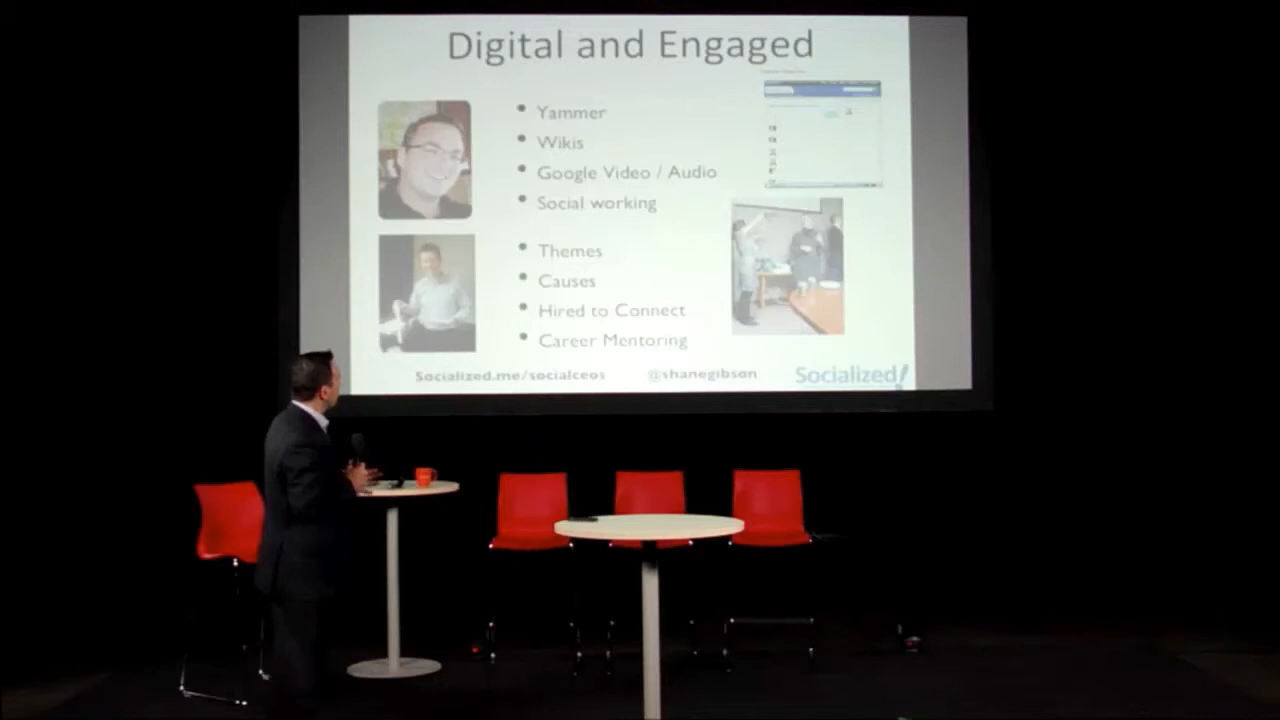 Digital and Engaged
Yammer
Wikis
Google Video / Audio
Social working
Themes
Causes
Hired to Connect
Career Mentoring
Socialized.me/socialceos
@shanegibson
Socialized!